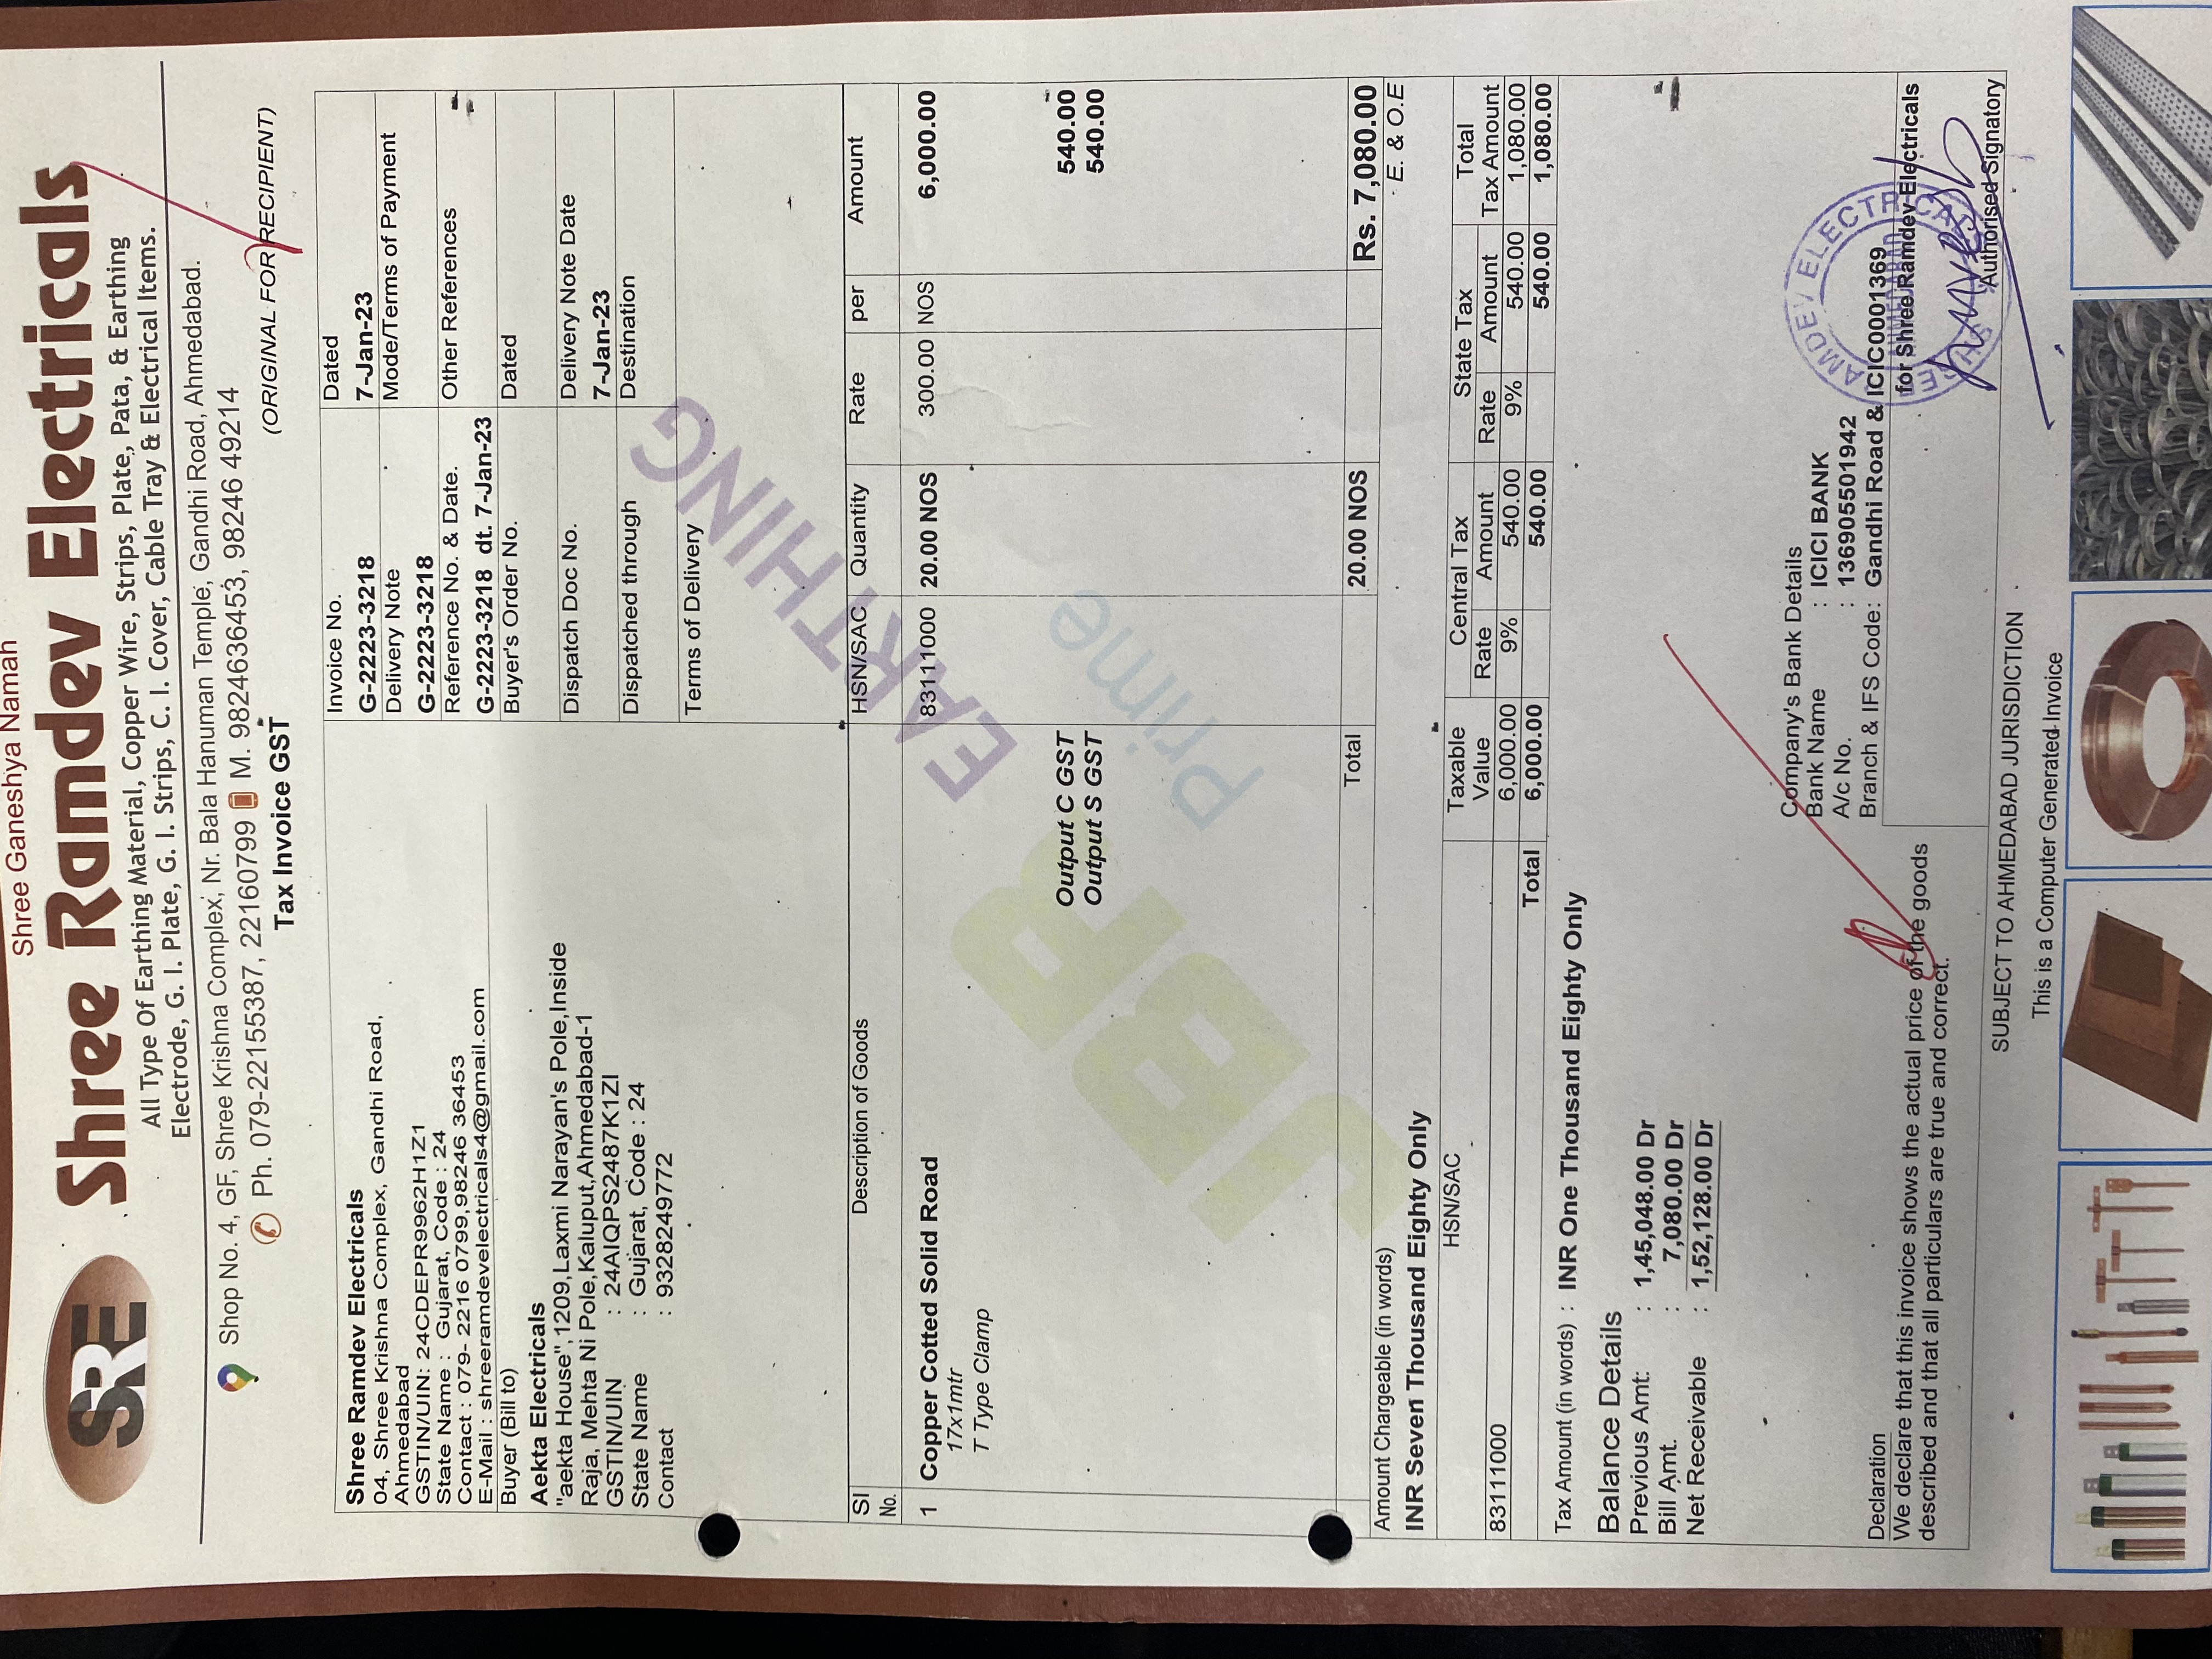 Shree Ganeshya Namah
SRE
Shree Ramdev Electricals
All Type Of Earthing Material, Copper Wire, Strips, Plate, Pata, & Earthing
Electrode, G. I. Plate, G. I. Strips, C. I. Cover, Cable Tray & Electrical Items.
Shop No. 4, GF, Shree Krishna Complex, Nr. Bala Hanuman Temple, Gandhi Road, Ahmedabad.
Ph. 079-22155387, 22160799 M. 9824636453, 98246 49214
Tax Invoice GST
(ORIGINAL FOR RECIPIENT)
Shree Ramdev Electricals
04, Shree Krishna Complex, Gandhi Road,
Ahmedabad
GSTIN/UIN: 24CDEPR9962H1Z1
State Name : Gujarat, Code : 24
Contact : 079- 2216 0799,98246 36453
E-Mail : shreeramdevelectricals4@gmail.com
Buyer (Bill to)
Aekta Electricals
"aekta House",1209,Laxmi Narayan's Pole,Inside
Raja, Mehta Ni Pole,Kaluput,Ahmedabad-1
GSTIN/UIN : 24AIQPS2487K1ZI
State Name : Gujarat, Code : 24
Contact : 9328249772
Invoice No. Dated
G-2223-3218 7-Jan-23
Delivery Note Mode/Terms of Payment
G-2223-3218
Reference No. & Date. Other References
G-2223-3218 dt. 7-Jan-23
Buyer's Order No. Dated
Dispatch Doc No. Delivery Note Date
7-Jan-23
Dispatched through Destination
Terms of Delivery
SI No. Description of Goods HSN/SAC Quantity Rate per Amount
1 Copper Cotted Solid Road 83111000 20.00 NOS 300.00 NOS 6,000.00
17x1mtr
T Type Clamp
Output C GST 540.00
Output S GST 540.00
JBR EARTHING
Prime
Total 20.00 NOS Rs. 7,080.00
Amount Chargeable (in words) E. & O.E
INR Seven Thousand Eighty Only
HSN/SAC Taxable Value Central Tax State Tax Total Tax Amount
Rate Amount Rate Amount
83111000 6,000.00 9% 540.00 9% 540.00 1,080.00
Total 6,000.00 540.00 540.00 1,080.00
Tax Amount (in words) : INR One Thousand Eighty Only
Balance Details
Previous Amt: : 1,45,048.00 Dr
Bill Amt. : 7,080.00 Dr
Net Receivable : 1,52,128.00 Dr
Company's Bank Details
Bank Name : ICICI BANK
A/c No. : 136905501942
Branch & IFS Code: Gandhi Road & ICIC0001369
Declaration
We declare that this invoice shows the actual price of the goods
described and that all particulars are true and correct.
for Shree Ramdev Electricals
SHREE RAMDEV ELECTRICALS
AHMEDABAD
Authorised Signatory
SUBJECT TO AHMEDABAD JURISDICTION
This is a Computer Generated Invoice